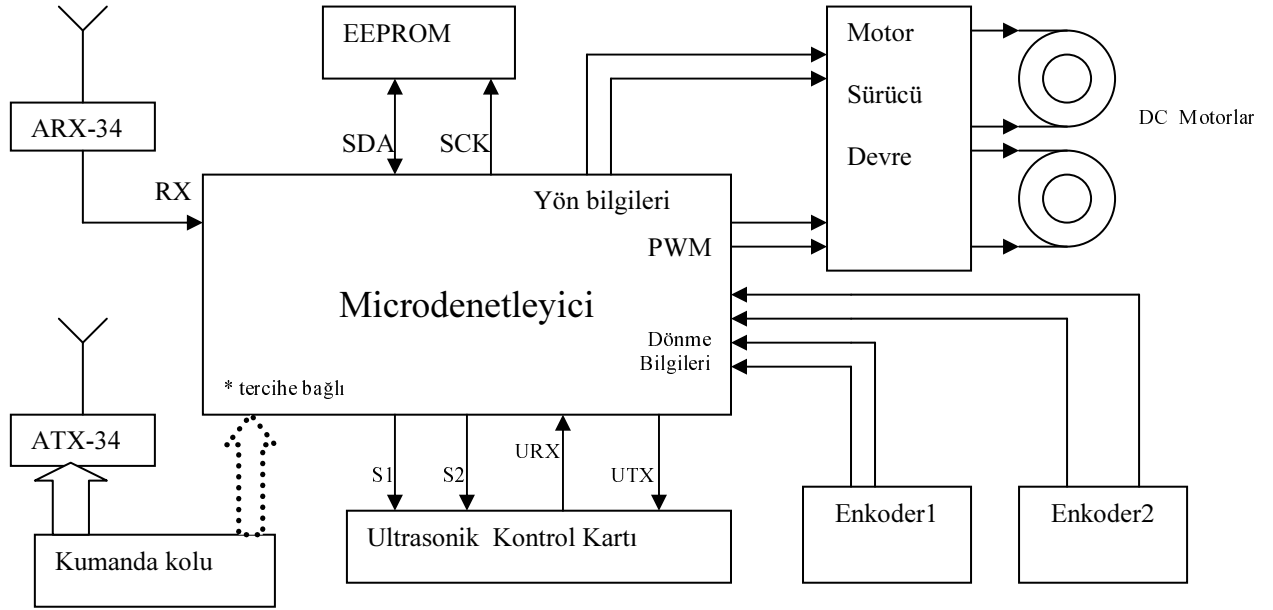 EEPROM
Motor
Sürücü
Devre
DC Motorlar
ARX-34
SDA
SCK
RX
Yön bilgileri
PWM
Microdenetleyici
Dönme
Bilgileri
* tercihe bağlı
ATX-34
S1
S2
URX
UTX
Kumanda kolu
Ultrasonik Kontrol Kartı
Enkoder1
Enkoder2